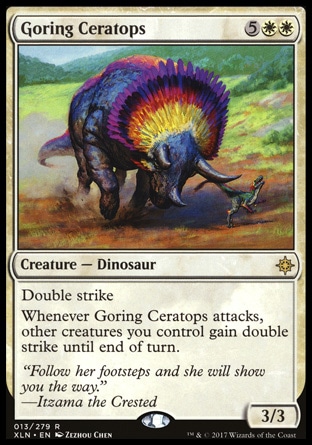 Goring Ceratops 5
Creature — Dinosaur
Double strike
Whenever Goring Ceratops attacks,
other creatures you control gain double
strike until end of turn.
“Follow her footsteps and she will show
you the way.”
—Itzama the Crested
3/3
013/279 R
XLN • EN Zezhou Chen
™ & © 2017 Wizards of the Coast